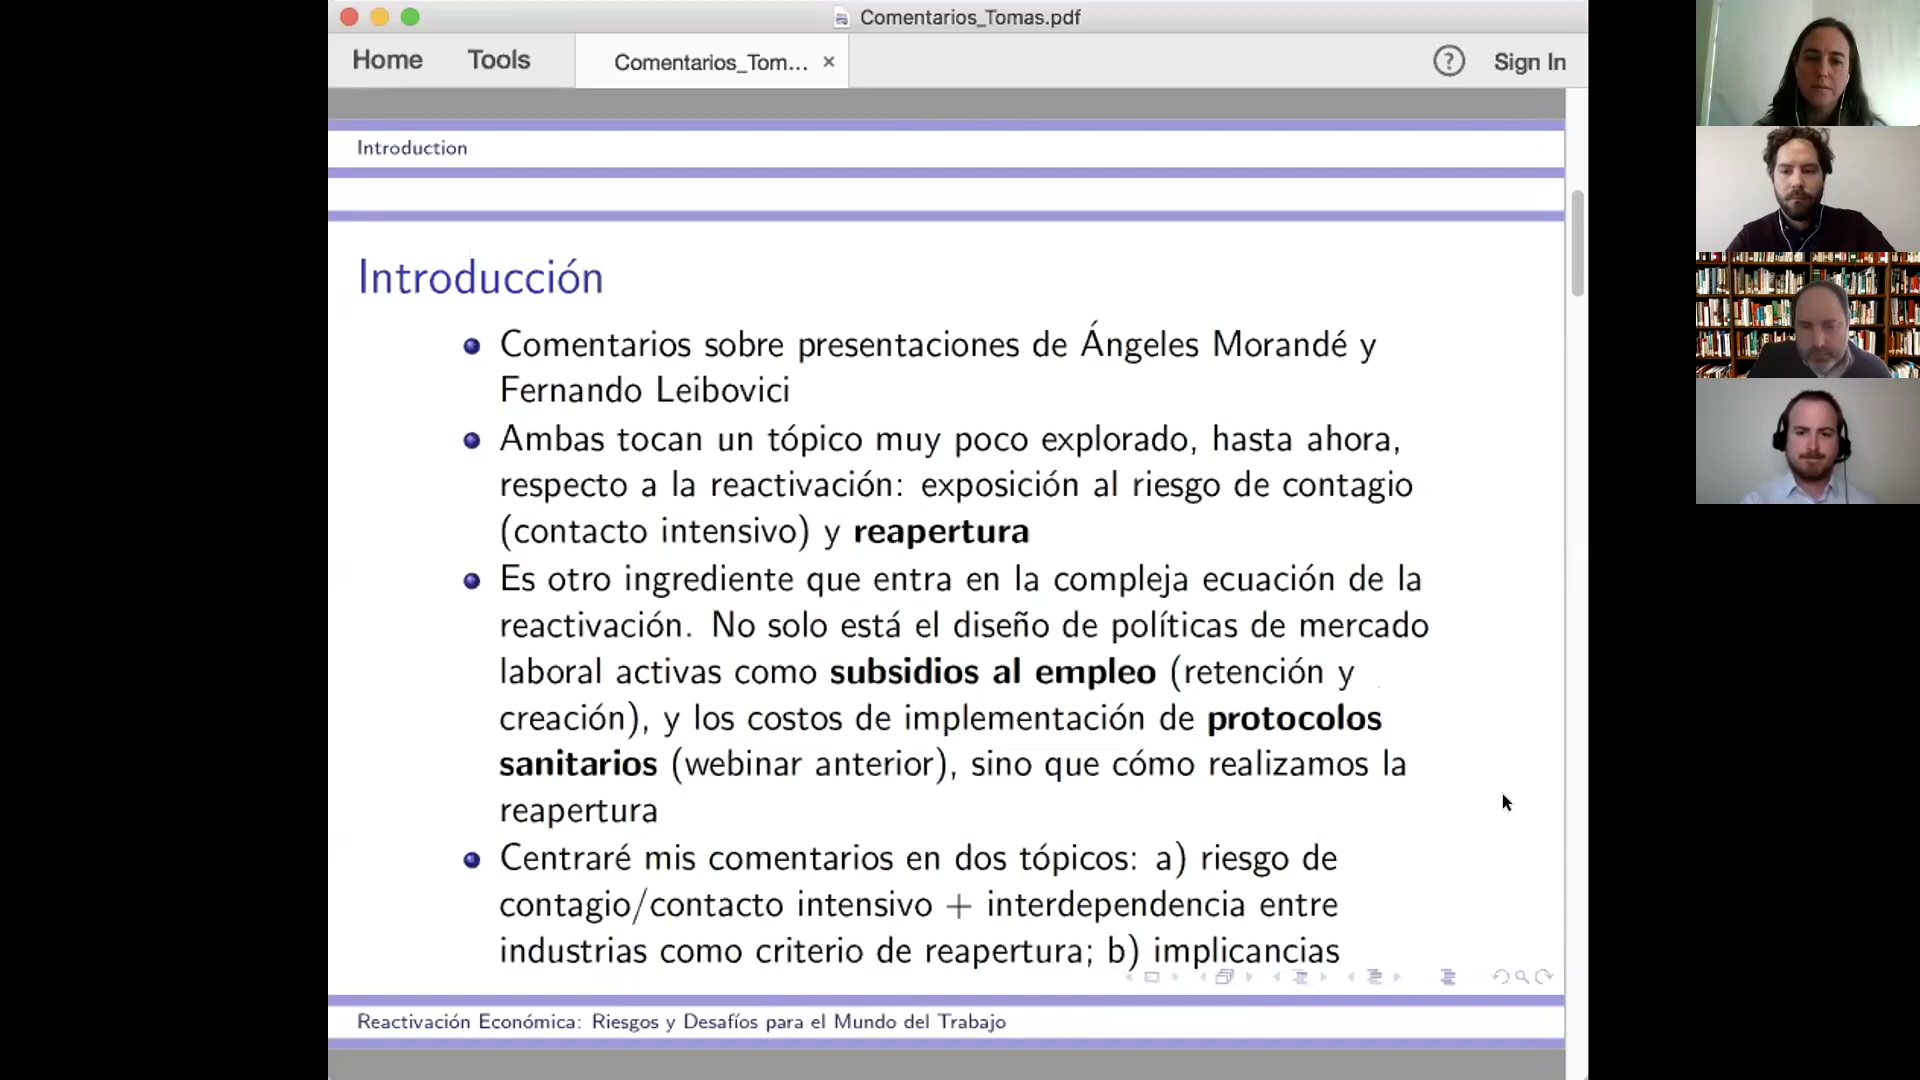 Comentarios_Tomas.pdf
Home Tools Comentarios_Tom... × ? Sign In
Introduction
Introducción
Comentarios sobre presentaciones de Ángeles Morandé y
Fernando Leibovici
Ambas tocan un tópico muy poco explorado, hasta ahora,
respecto a la reactivación: exposición al riesgo de contagio
(contacto intensivo) y reapertura
Es otro ingrediente que entra en la compleja ecuación de la
reactivación. No solo está el diseño de políticas de mercado
laboral activas como subsidios al empleo (retención y
creación), y los costos de implementación de protocolos
sanitarios (webinar anterior), sino que cómo realizamos la
reapertura
Centraré mis comentarios en dos tópicos: a) riesgo de
contagio/contacto intensivo + interdependencia entre
industrias como criterio de reapertura; b) implicancias
Reactivación Económica: Riesgos y Desafíos para el Mundo del Trabajo